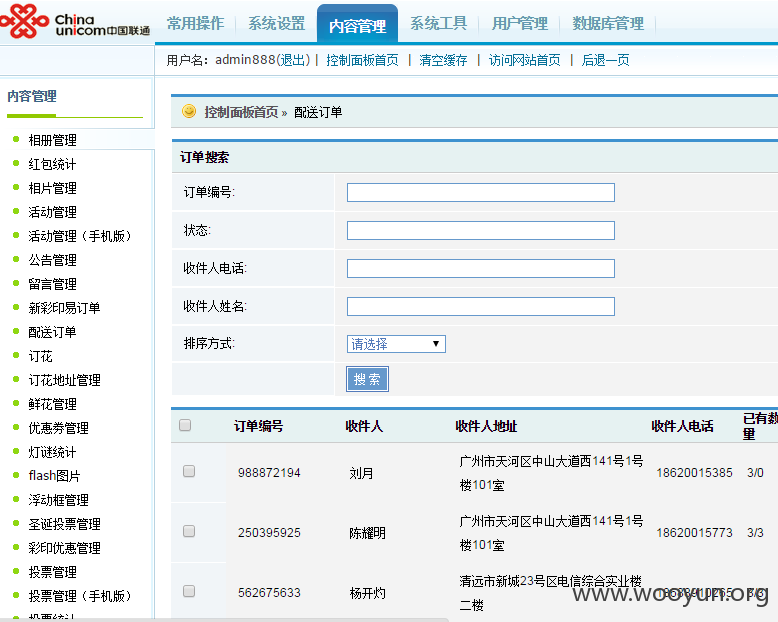 China
unicom中国联通
常用操作 系统设置 内容管理 系统工具 用户管理 数据库管理
用户名：admin888(退出) | 控制面板首页 | 清空缓存 | 访问网站首页 | 后退一页
内容管理
相册管理
红包统计
相片管理
活动管理
活动管理（手机版）
公告管理
留言管理
新彩印易订单
配送订单
订花
订花地址管理
鲜花管理
优惠券管理
灯谜统计
flash图片
浮动框管理
圣诞投票管理
彩印优惠管理
投票管理
投票管理（手机版）
投票统计
控制面板首页 » 配送订单
订单搜索
订单编号:
状态:
收件人电话:
收件人姓名:
排序方式:
请选择
搜 索
订单编号 收件人 收件人地址 收件人电话 已有数
量
988872194 刘月 广州市天河区中山大道西141号1号
楼101室 18620015385 3/0
250395925 陈耀明 广州市天河区中山大道西141号1号
楼101室 18620015773 3/3
562675633 杨开灼 清远市新城23号区电信综合实业楼
二楼 3/3
www.wooyun.org